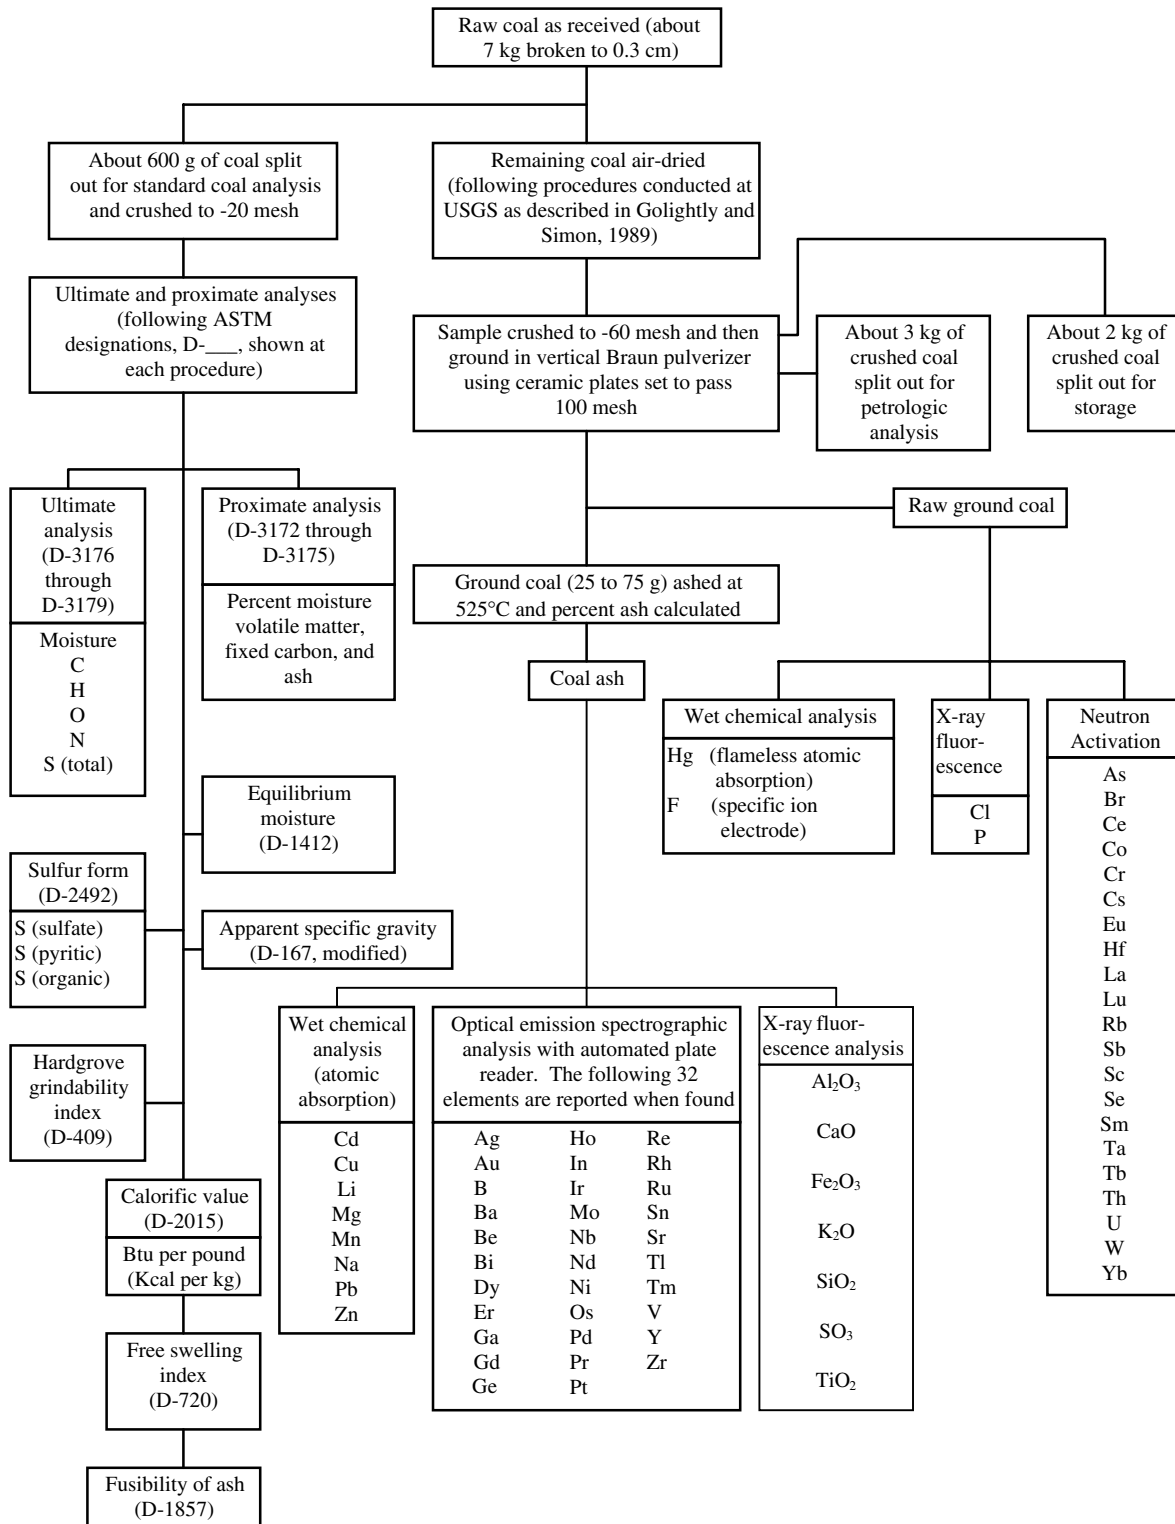 Raw coal as received (about
7 kg broken to 0.3 cm)
About 600 g of coal split
out for standard coal analysis
and crushed to -20 mesh
Remaining coal air-dried
(following procedures conducted at
USGS as described in Golightly and
Simon, 1989)
Ultimate and proximate analyses
(following ASTM
designations, D-___, shown at
each procedure)
Sample crushed to -60 mesh and then
ground in vertical Braun pulverizer
using ceramic plates set to pass
100 mesh
About 3 kg of
crushed coal
split out for
petrologic
analysis
About 2 kg of
crushed coal
split out for
storage
Ultimate
analysis
(D-3176
through
D-3179)
Moisture
C
H
O
N
S (total)
Proximate analysis
(D-3172 through
D-3175)
Percent moisture
volatile matter,
fixed carbon, and
ash
Raw ground coal
Ground coal (25 to 75 g) ashed at
525°C and percent ash calculated
Coal ash
Wet chemical analysis
Hg (flameless atomic
absorption)
F (specific ion
electrode)
X-ray
fluor-
escence
Cl
P
Neutron
Activation
As
Br
Ce
Co
Cr
Cs
Eu
Hf
La
Lu
Rb
Sb
Sc
Se
Sm
Ta
Tb
Th
U
W
Yb
Equilibrium
moisture
(D-1412)
Sulfur form
(D-2492)
S (sulfate)
S (pyritic)
S (organic)
Apparent specific gravity
(D-167, modified)
Hardgrove
grindability
index
(D-409)
Calorific value
(D-2015)
Btu per pound
(Kcal per kg)
Free swelling
index
(D-720)
Fusibility of ash
(D-1857)
Wet chemical
analysis
(atomic
absorption)
Cd
Cu
Li
Mg
Mn
Na
Pb
Zn
Optical emission spectrographic
analysis with automated plate
reader. The following 32
elements are reported when found
Ag Ho Re
Au In Rh
B Ir Ru
Ba Mo Sn
Be Nb Sr
Bi Nd Tl
Dy Ni Tm
Er Os V
Ga Pd Y
Gd Pr Zr
Ge Pt
X-ray fluor-
escence analysis
Al₂O₃
CaO
Fe₂O₃
K₂O
SiO₂
SO₃
TiO₂